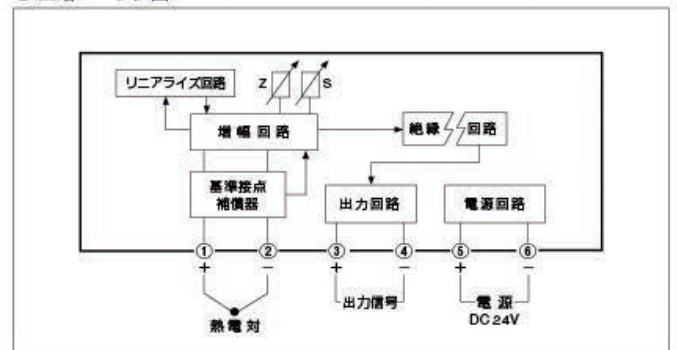 リニアライズ回路
Z
S
増幅回路
絶縁
回路
基準接点
補償器
出力回路
電源回路
① ② ③ ④ ⑤ ⑥
+ − + − + −
熱電対
出力信号
電源
DC24V